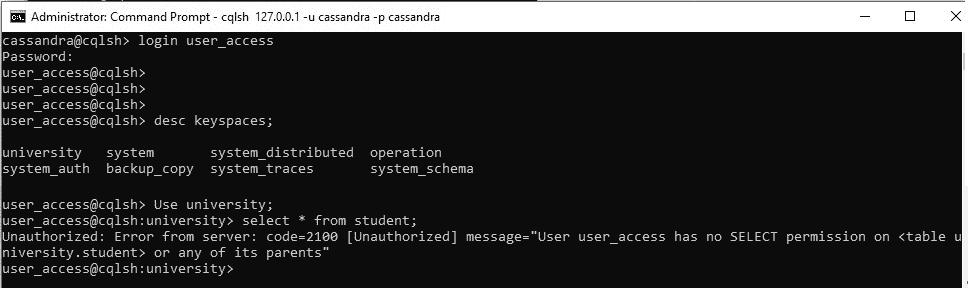 Administrator: Command Prompt - cqlsh  127.0.0.1 -u cassandra -p cassandra
cassandra@cqlsh> login user_access
Password:
user_access@cqlsh>
user_access@cqlsh>
user_access@cqlsh>
user_access@cqlsh> desc keyspaces;
university   system       system_distributed  operation
system_auth  backup_copy  system_traces       system_schema
user_access@cqlsh> Use university;
user_access@cqlsh:university> select * from student;
Unauthorized: Error from server: code=2100 [Unauthorized] message="User user_access has no SELECT permission on <table u
niversity.student> or any of its parents"
user_access@cqlsh:university>